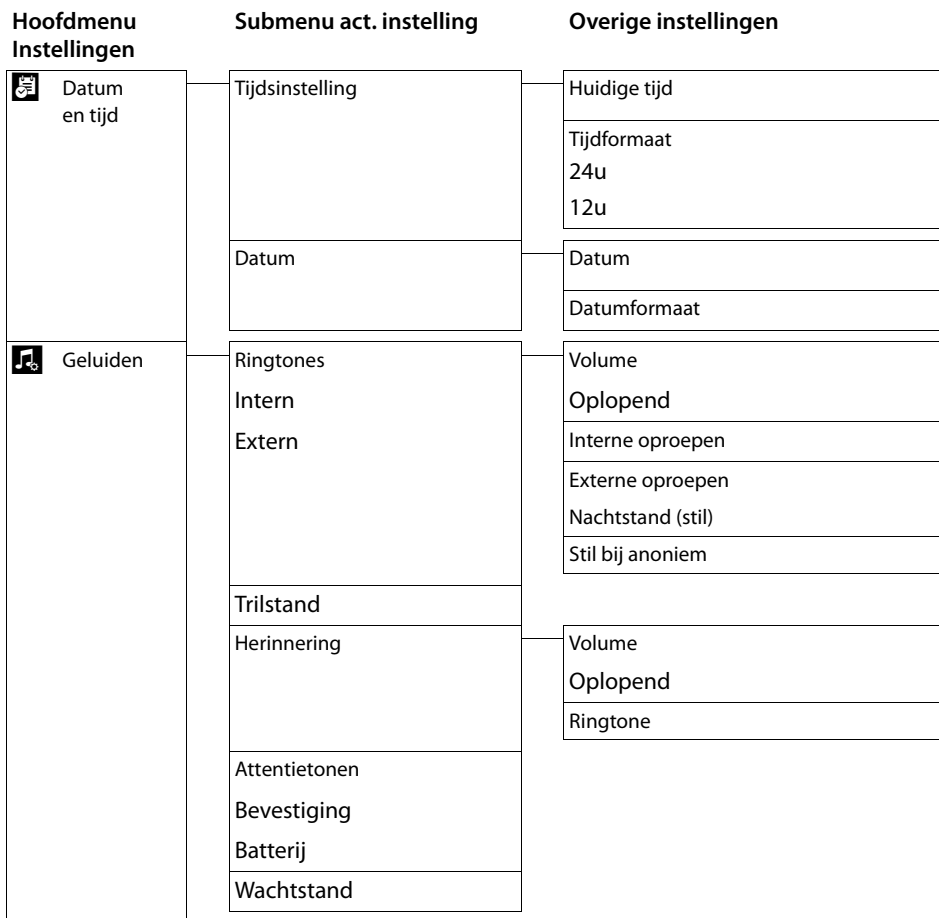 Hoofdmenu Instellingen
Submenu act. instelling
Overige instellingen
Datum
en tijd
Tijdsinstelling
Huidige tijd
Tijdformaat
24u
12u
Datum
Datum
Datumformaat
Geluiden
Ringtones
Intern
Extern
Volume
Oplopend
Interne oproepen
Externe oproepen
Nachtstand (stil)
Stil bij anoniem
Trilstand
Herinnering
Volume
Oplopend
Ringtone
Attentietonen
Bevestiging
Batterij
Wachtstand